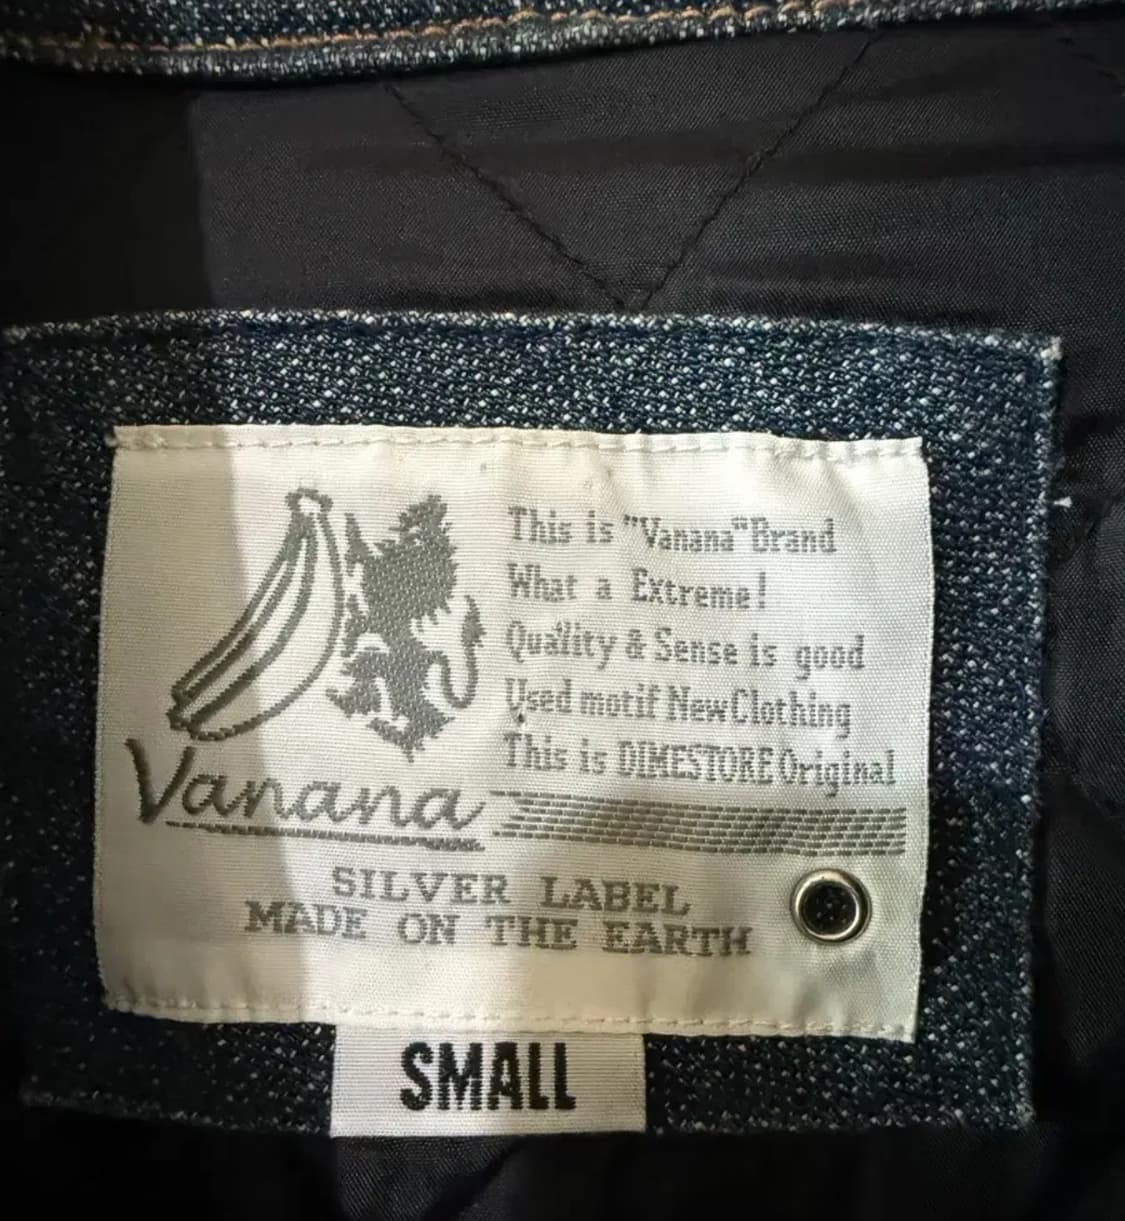 This is "Vanana" Brand
What a Extreme!
Quality & Sense is good
Used motif New Clothing
This is DIMESTORE Original
Vanana
SILVER LABEL
MADE ON THE EARTH
SMALL